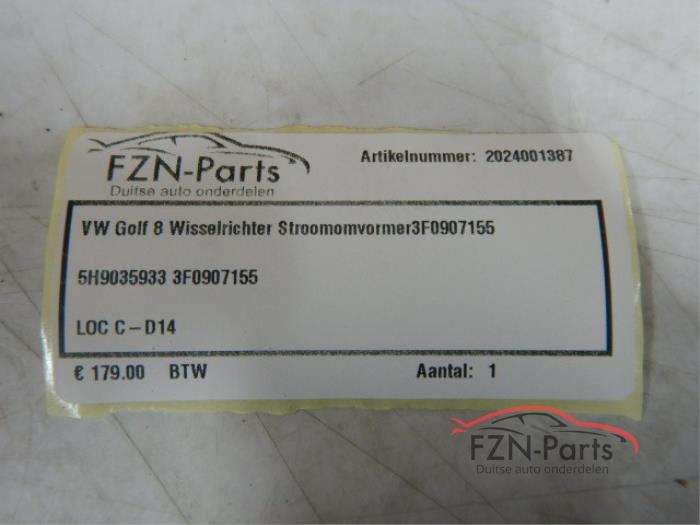 FZN-Parts
Duitse auto onderdelen
Artikelnummer: 2024001387
VW Golf 8 Wisselrichter Stroomomvormer3F0907155
5H9035933 3F0907155
LOC C-D14
€ 179.00 BTW
Aantal: 1
FZN-Parts
Duitse auto onderdelen